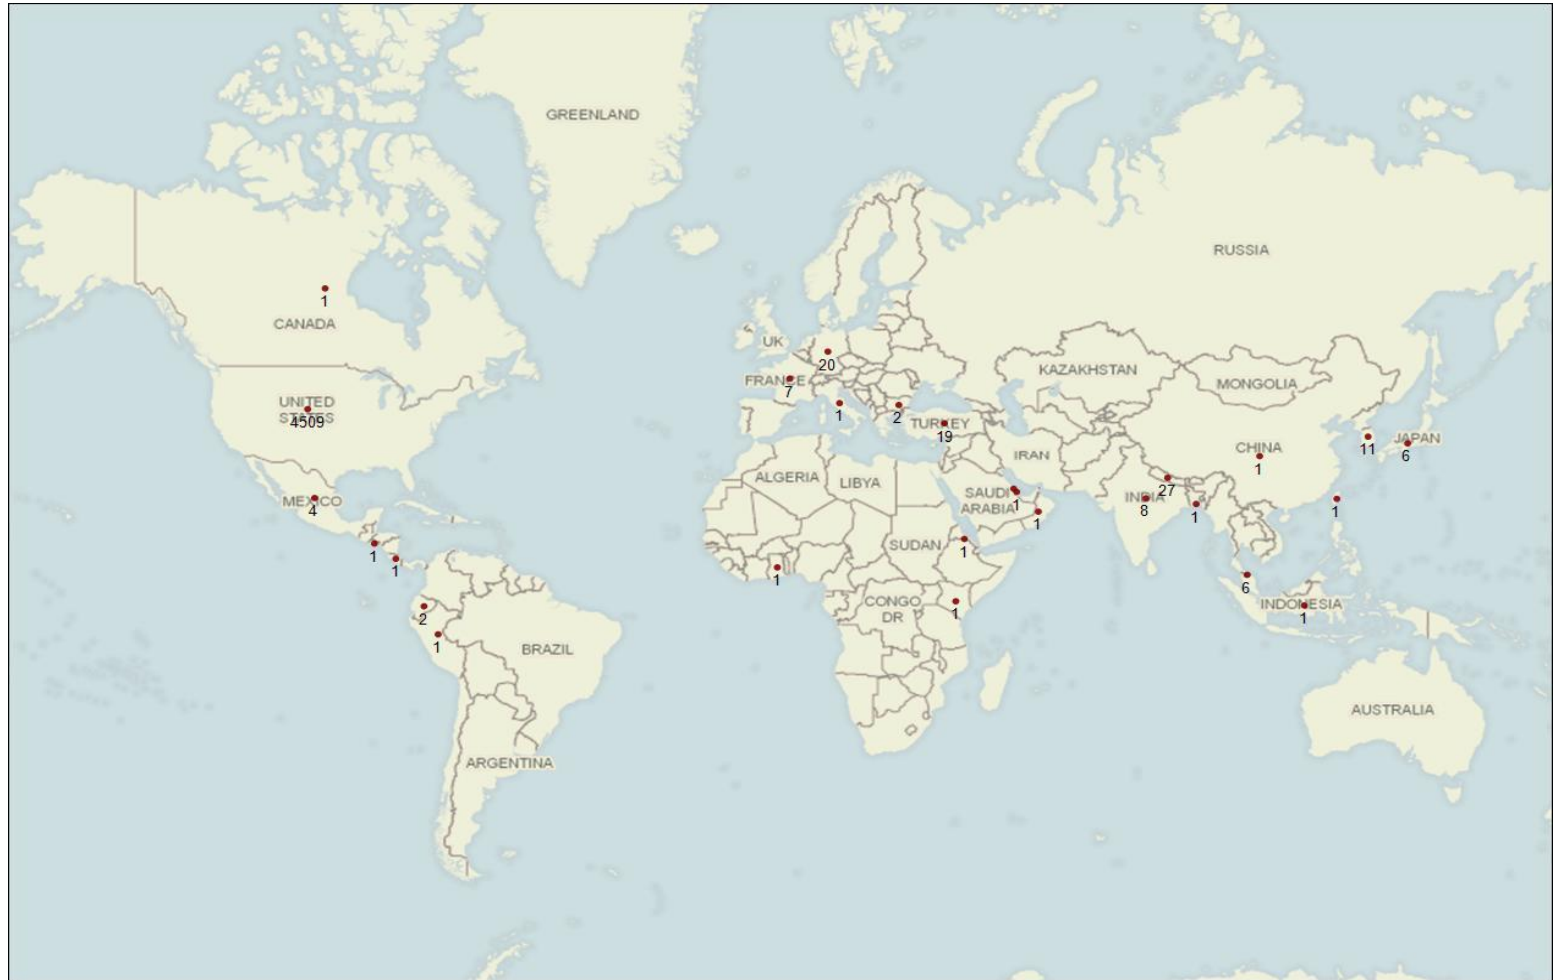 GREENLAND
RUSSIA
1
CANADA
UK
20
FRANCE
7
KAZAKHSTAN
MONGOLIA
UNITED
STATES
4509
1
2
TURKEY
19
JAPAN
6
11
CHINA
1
IRAN
ALGERIA
LIBYA
MEXICO
4
SAUDI
ARABIA
1
1
27
INDIA
8
1
1
SUDAN
1
1
1
1
6
CONGO
DR
1
INDONESIA
1
2
1
BRAZIL
AUSTRALIA
ARGENTINA